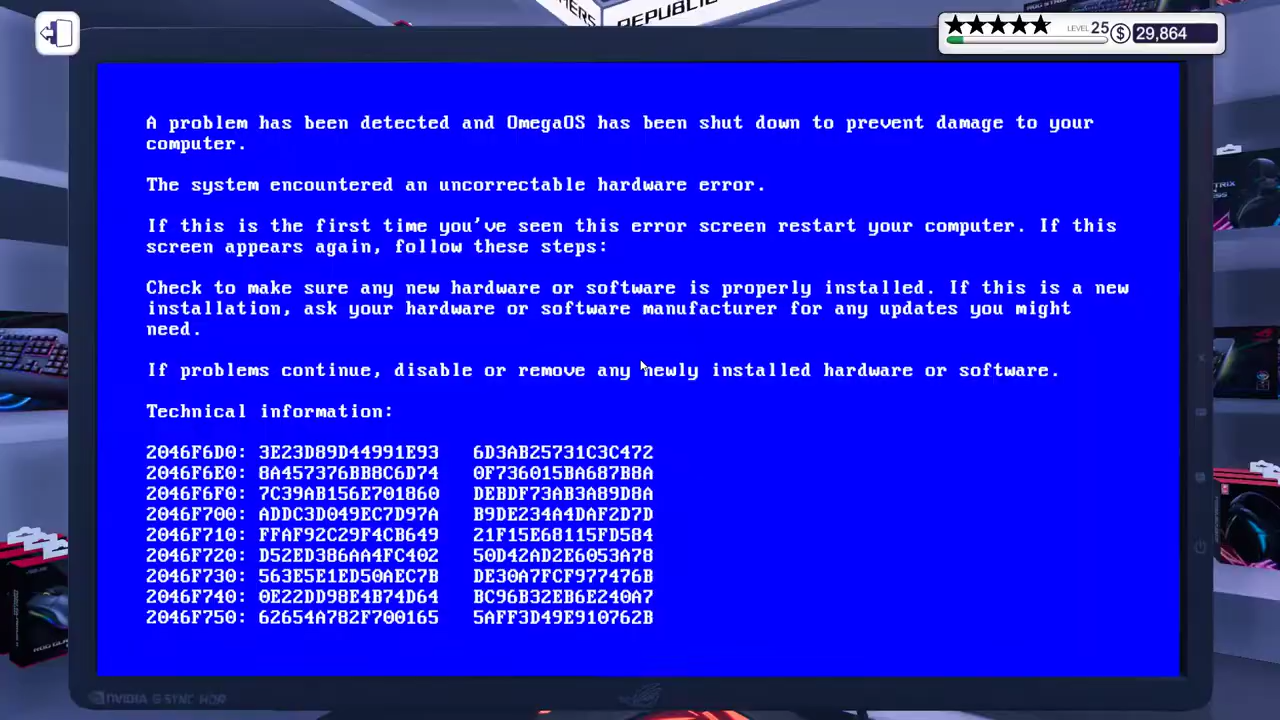 MERS
REPUBLIC
LEVEL 25
$ 29,864
A problem has been detected and OmegaOS has been shut down to prevent damage to your
computer.
The system encountered an uncorrectable hardware error.
If this is the first time you've seen this error screen restart your computer. If this
screen appears again, follow these steps:
Check to make sure any new hardware or software is properly installed. If this is a new
installation, ask your hardware or software manufacturer for any updates you might
need.
If problems continue, disable or remove any newly installed hardware or software.
Technical information:
2046F6D0: 3E23D89D44991E93 6D3AB25731C3C472
2046F6E0: 8A457376BB8C6D74 0F736015BA687B8A
2046F6F0: 7C39AB156E701860 DEBDF73AB3A89D8A
2046F700: ADDC3D049EC7D97A B9DE234A4DAF2D7D
2046F710: FFAF92C29F4CB649 21F15E68115FD584
2046F720: D52ED386AA4FC402 50D42AD2E6053A78
2046F730: 563E5E1ED50AEC7B DE30A7FCF977476B
2046F740: 0E22DD98E4B74D64 BC96B32EB6E240A7
2046F750: 62654A782F700165 5AFF3D49E910762B
NVIDIA G-SYNC HDR